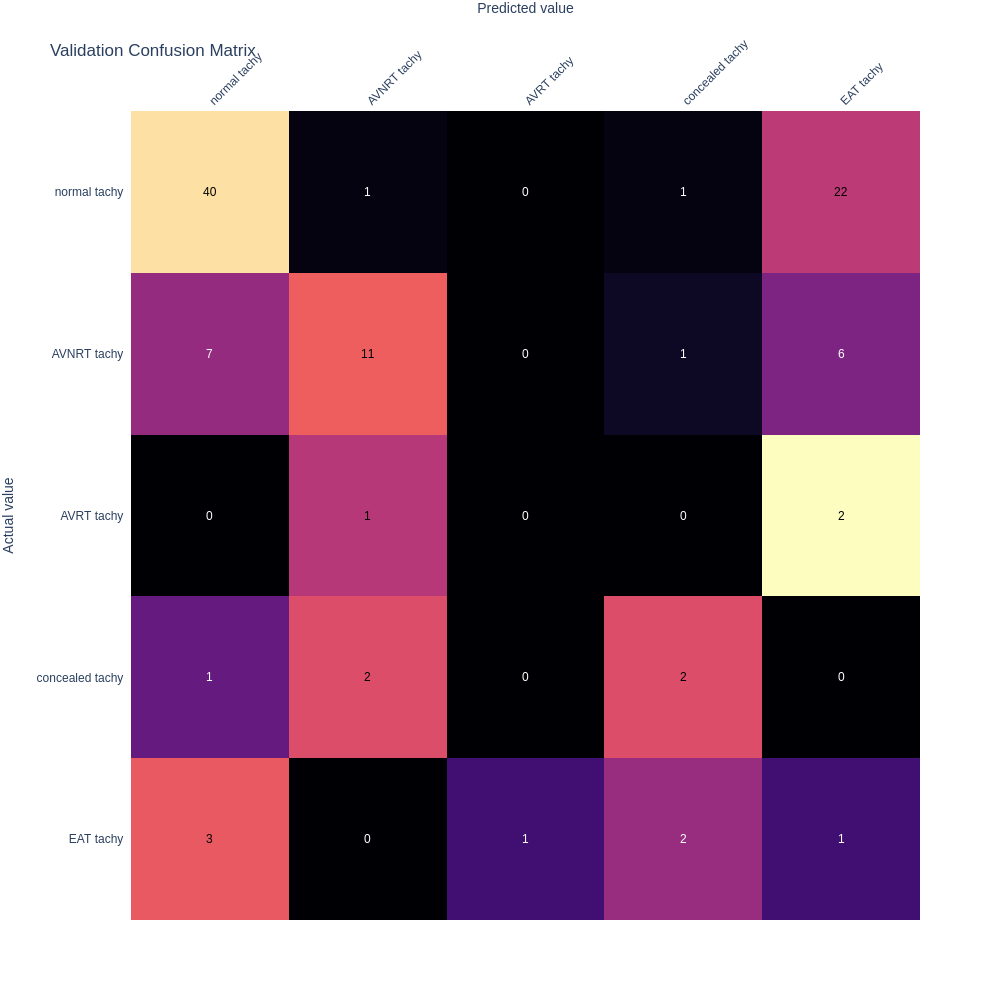 Predicted value
Validation Confusion Matrix
normal tachy
AVNRT tachy
AVRT tachy
concealed tachy
EAT tachy
normal tachy 40 1 0 1 22
AVNRT tachy 7 11 0 1 6
AVRT tachy 0 1 0 0 2
concealed tachy 1 2 0 2 0
EAT tachy 3 0 1 2 1
Actual value